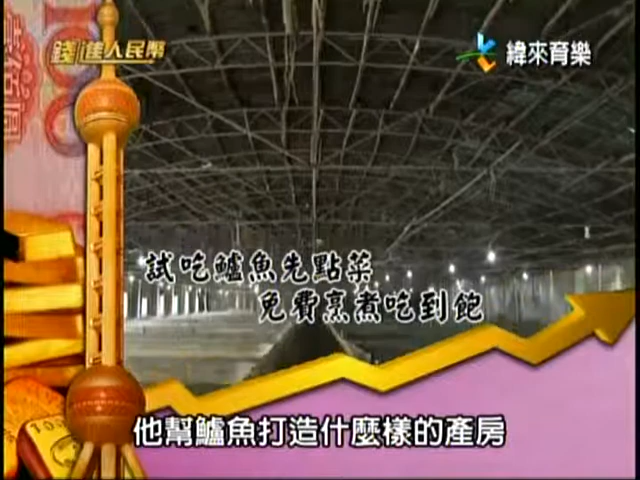 錢進人民幣
緯來育樂
100
試吃鱸魚先點菜
免費烹煮吃到飽
他幫鱸魚打造什麼樣的產房